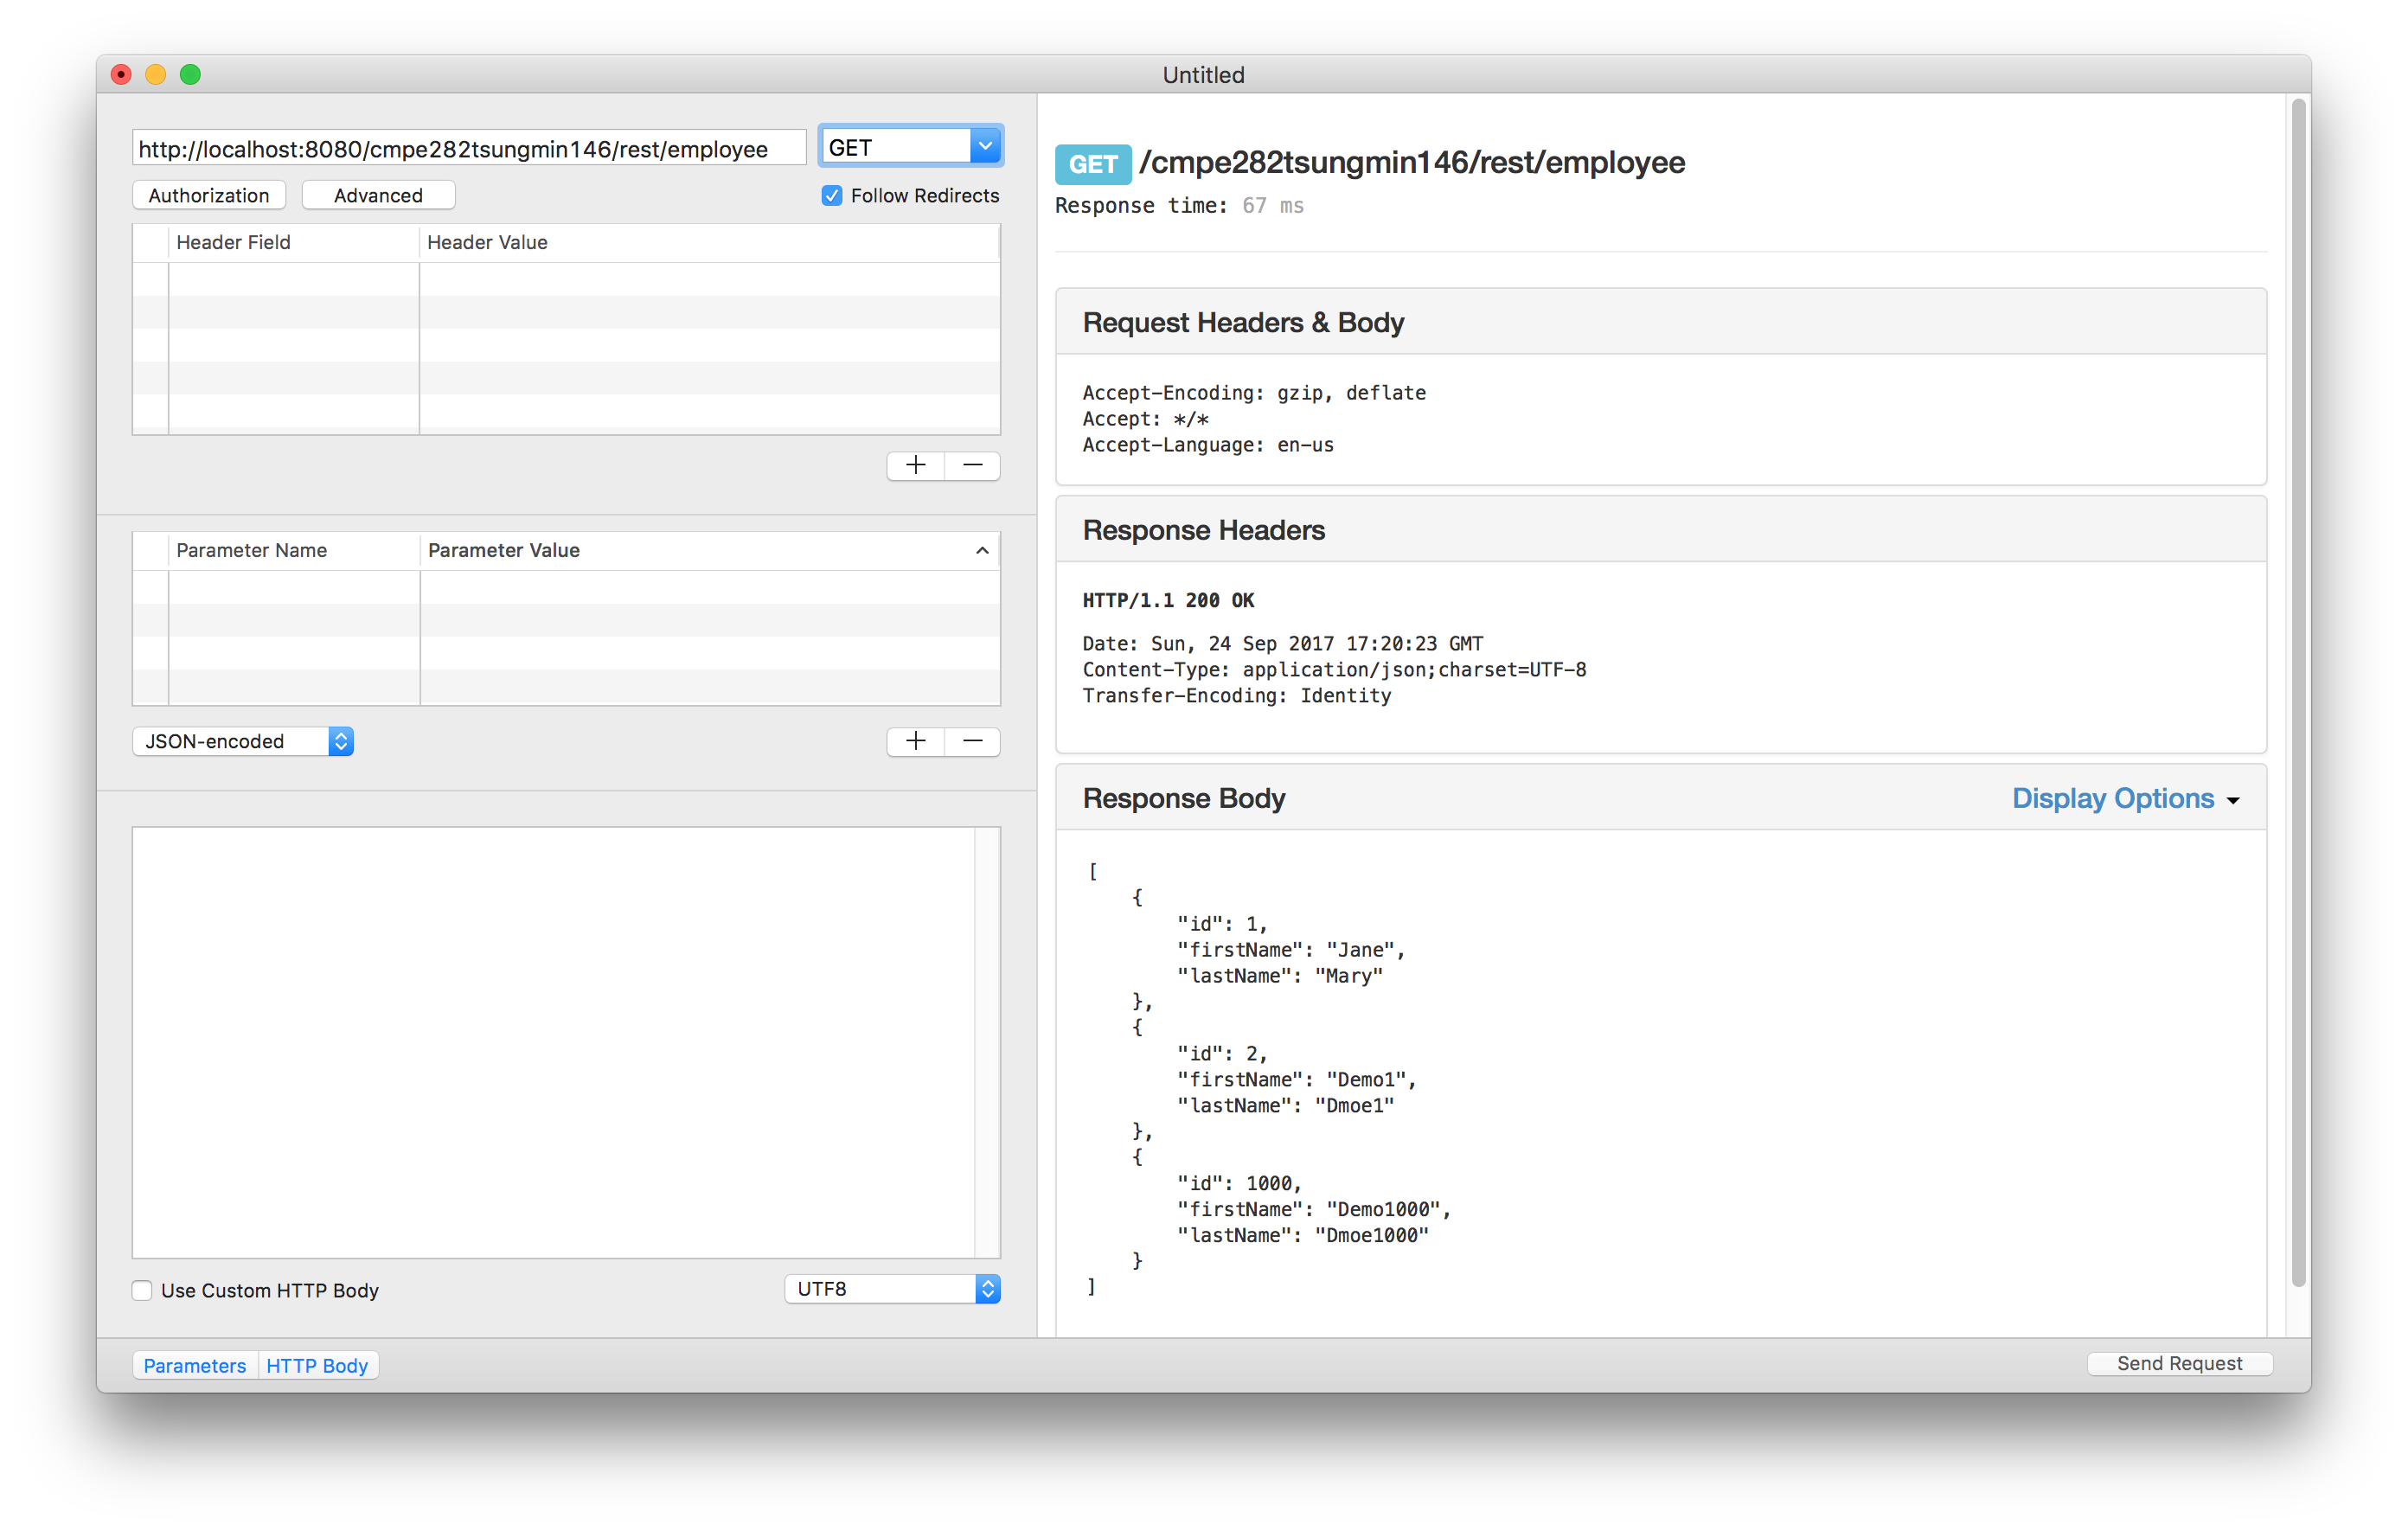 Untitled
http://localhost:8080/cmpe282tsungmin146/rest/employee
GET
Authorization
Advanced
Follow Redirects
Header Field
Header Value
Parameter Name
Parameter Value
JSON-encoded
Use Custom HTTP Body
UTF8
Parameters
HTTP Body
GET /cmpe282tsungmin146/rest/employee
Response time: 67 ms
Request Headers & Body
Accept-Encoding: gzip, deflate
Accept: */*
Accept-Language: en-us
Response Headers
HTTP/1.1 200 OK
Date: Sun, 24 Sep 2017 17:20:23 GMT
Content-Type: application/json;charset=UTF-8
Transfer-Encoding: Identity
Response Body
Display Options
[
{
"id": 1,
"firstName": "Jane",
"lastName": "Mary"
},
{
"id": 2,
"firstName": "Demo1",
"lastName": "Dmoe1"
},
{
"id": 1000,
"firstName": "Demo1000",
"lastName": "Dmoe1000"
}
]
Send Request